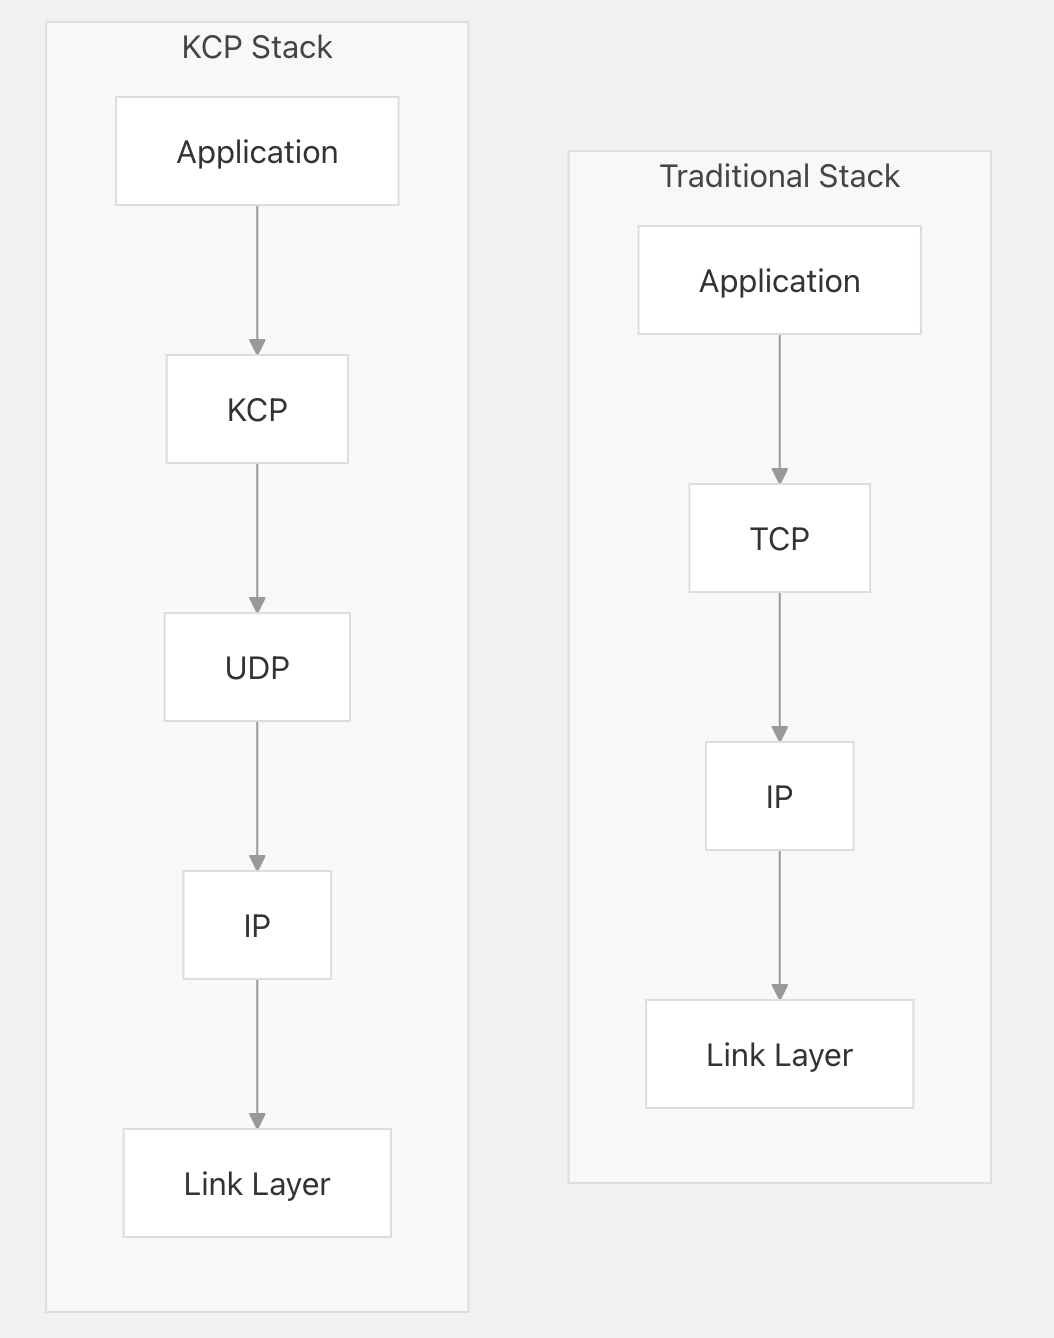 KCP Stack
Application
KCP
UDP
IP
Link Layer
Traditional Stack
Application
TCP
IP
Link Layer